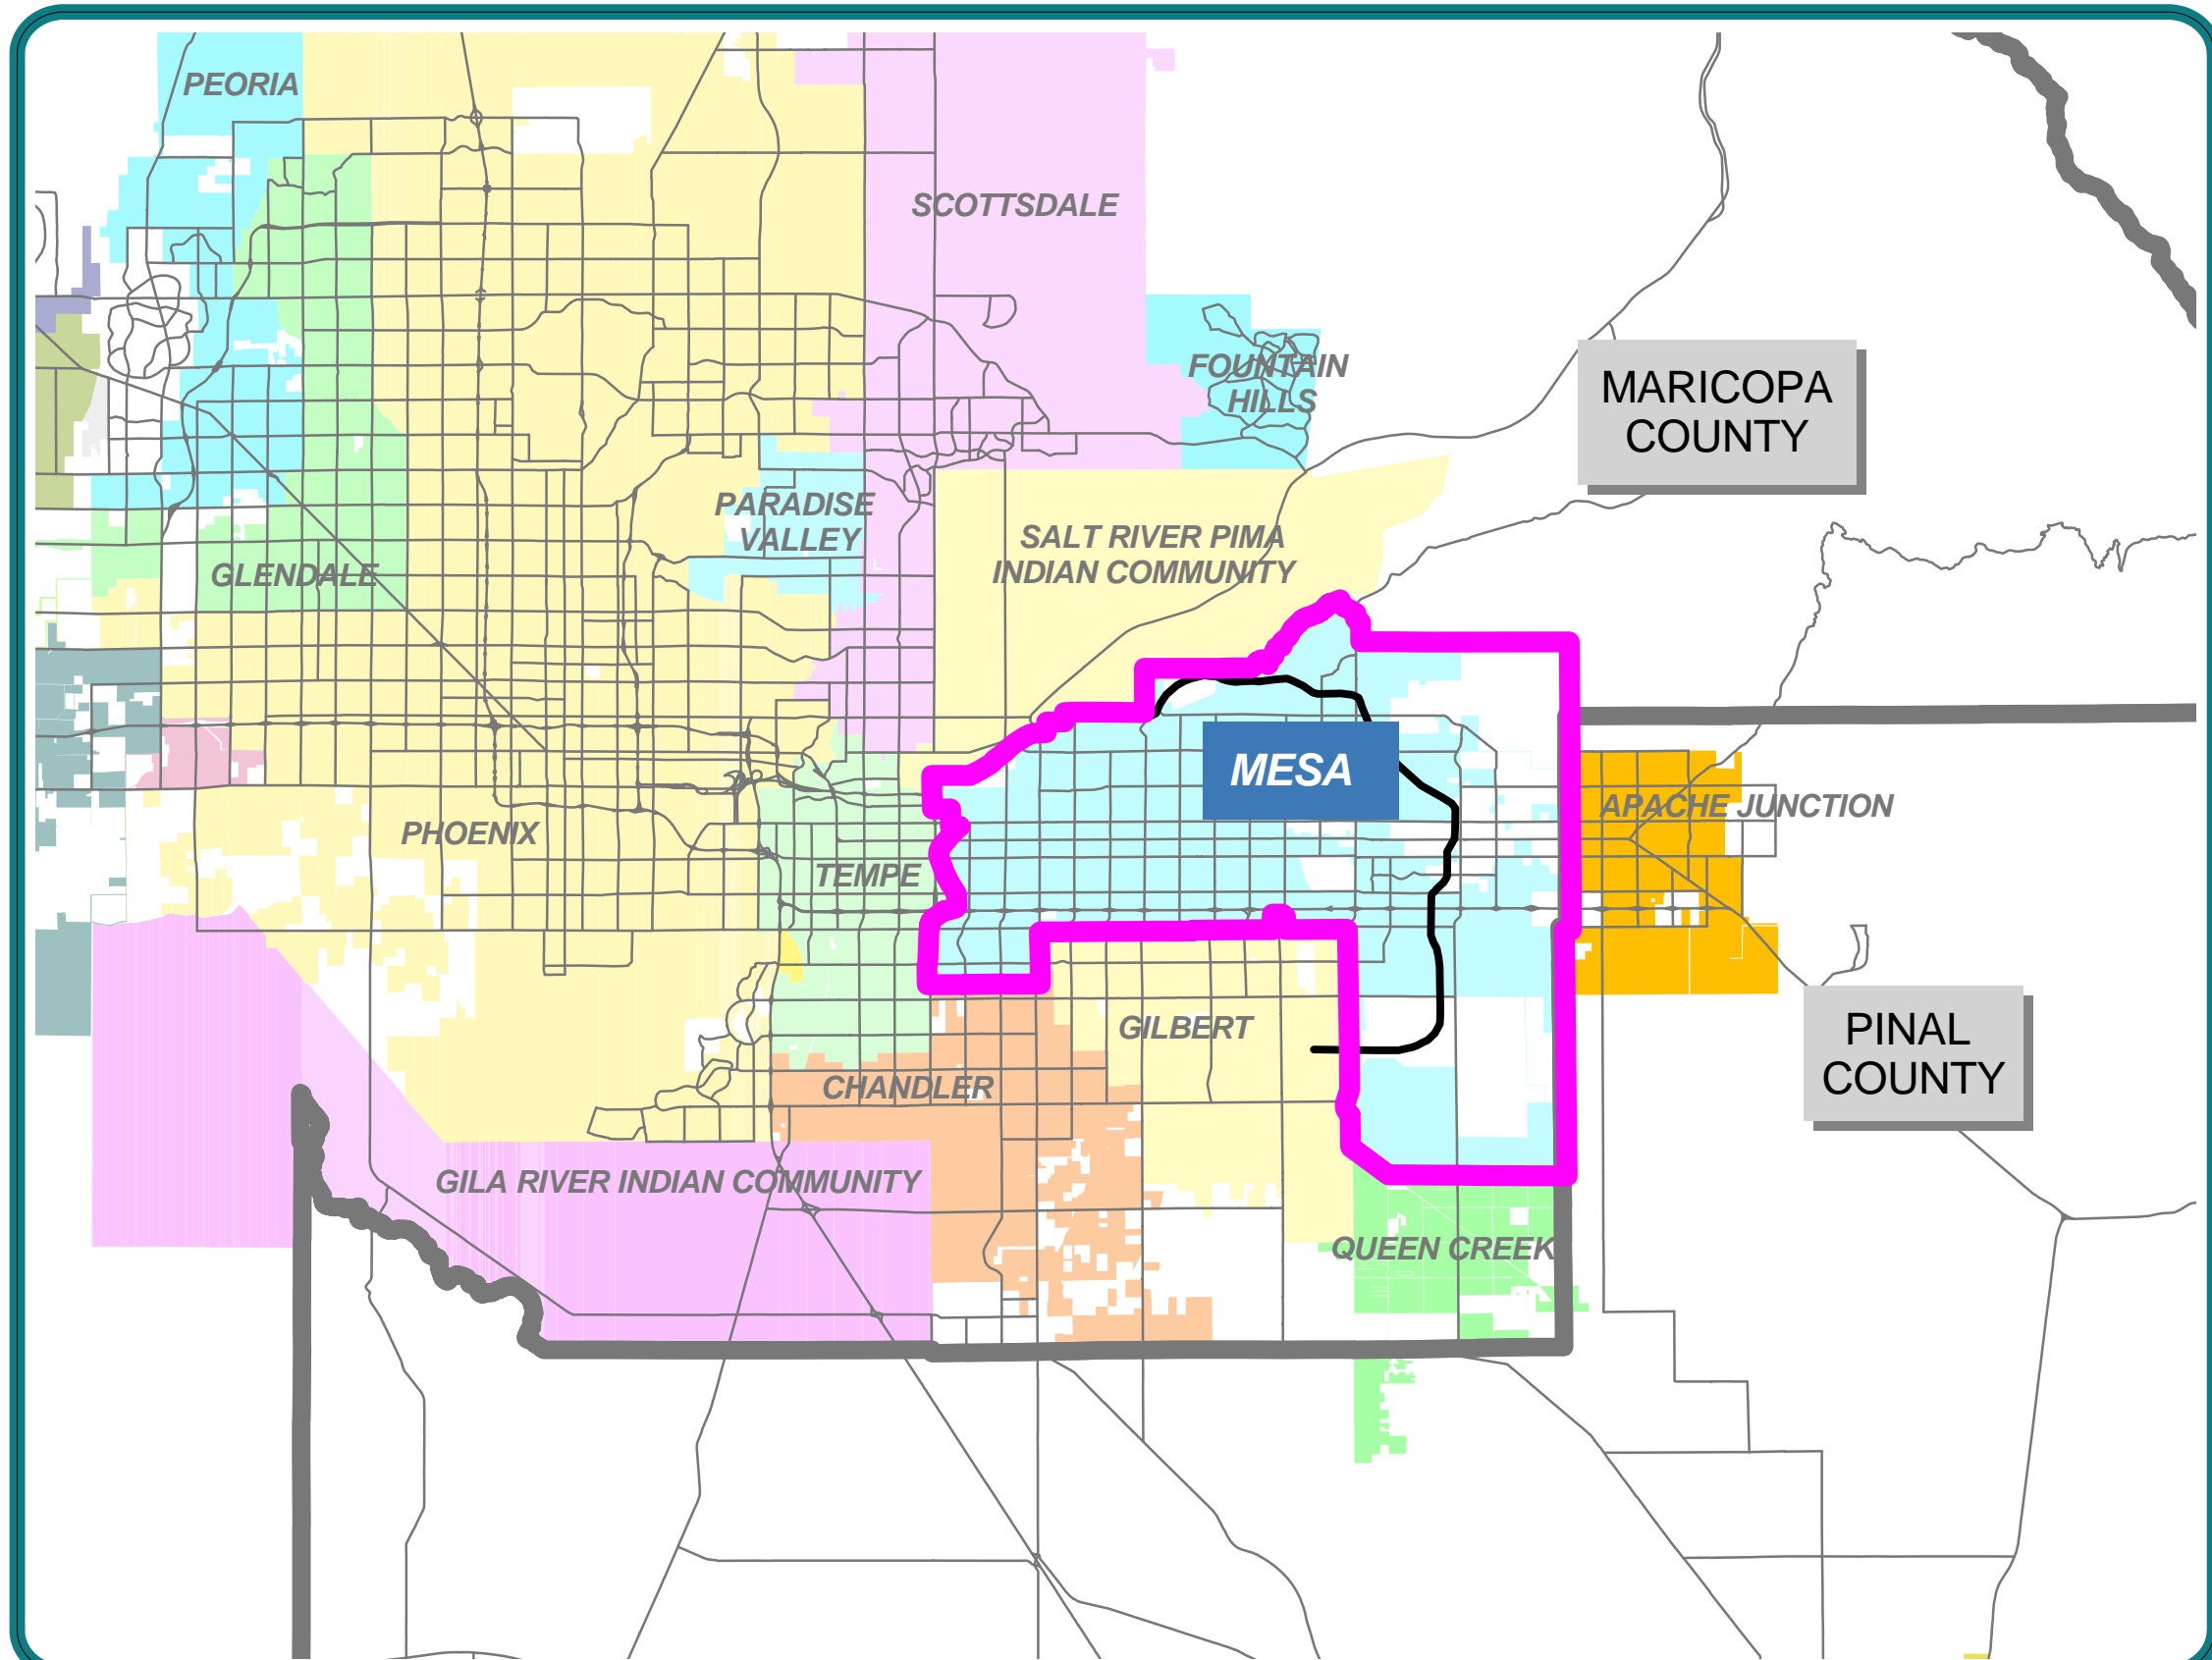 PEORIA
SCOTTSDALE
FOUNTAIN
HILLS
MARICOPA
COUNTY
PARADISE
VALLEY
SALT RIVER PIMA
INDIAN COMMUNITY
GLENDALE
MESA
APACHE JUNCTION
PHOENIX
TEMPE
GILBERT
PINAL
COUNTY
CHANDLER
GILA RIVER INDIAN COMMUNITY
QUEEN CREEK